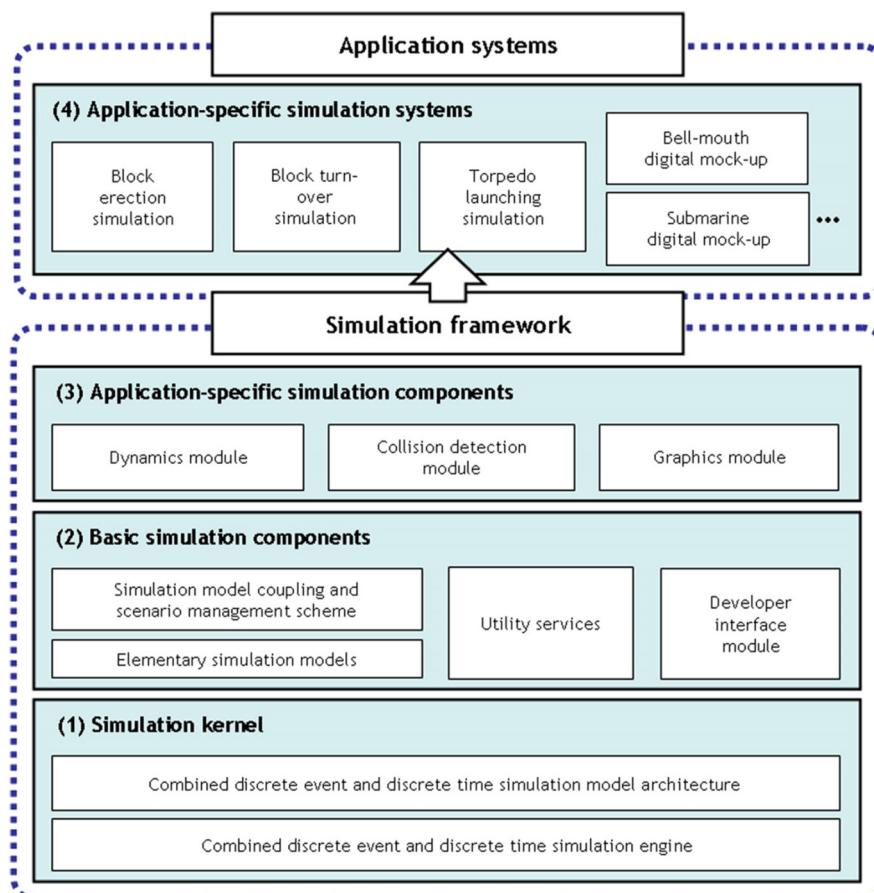 Application systems
(4) Application-specific simulation systems
Block
erection
simulation
Block turn-
over
simulation
Torpedo
launching
simulation
Bell-mouth
digital mock-up
Submarine
digital mock-up
...
Simulation framework
(3) Application-specific simulation components
Dynamics module
Collision detection
module
Graphics module
(2) Basic simulation components
Simulation model coupling and
scenario management scheme
Elementary simulation models
Utility services
Developer
interface
module
(1) Simulation kernel
Combined discrete event and discrete time simulation model architecture
Combined discrete event and discrete time simulation engine